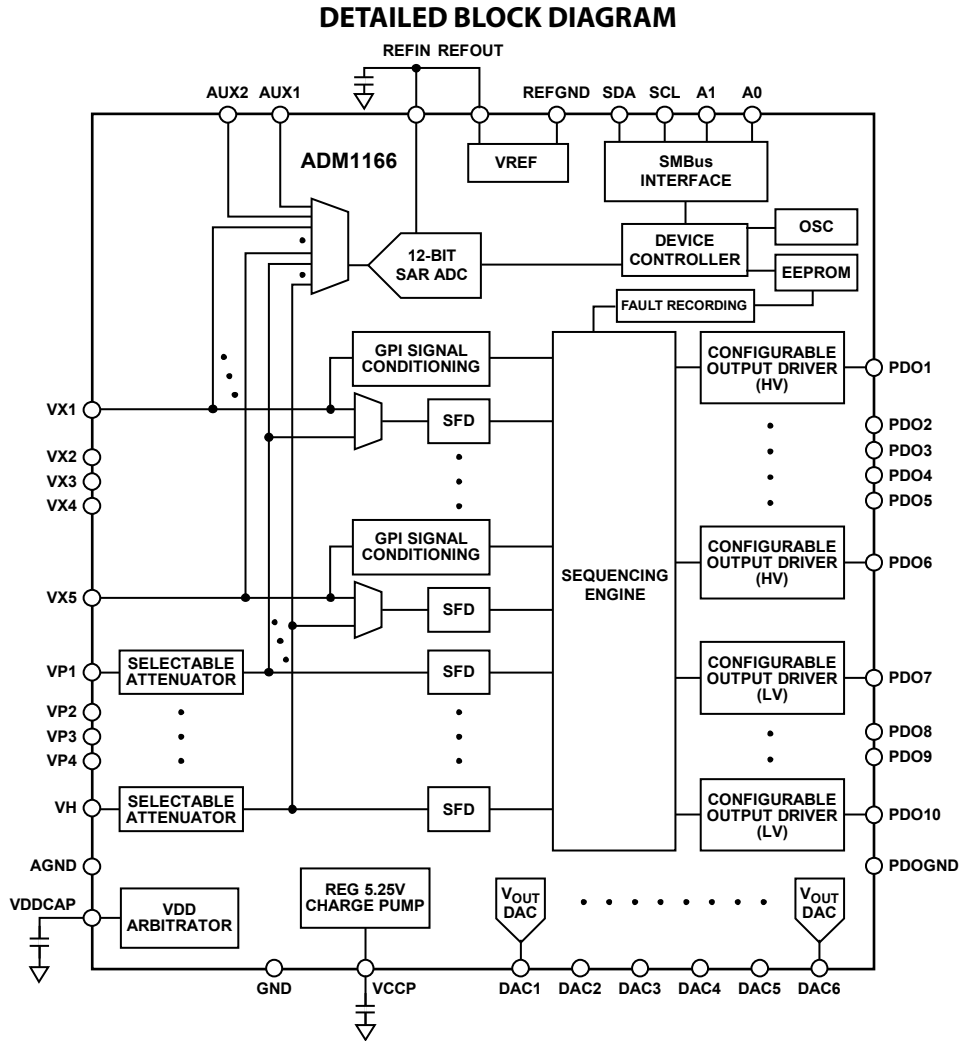 DETAILED BLOCK DIAGRAM
REFIN REFOUT
AUX2 AUX1
REFGND SDA SCL A1 A0
ADM1166
VREF
SMBus
INTERFACE
12-BIT
SAR ADC
DEVICE
CONTROLLER
OSC
EEPROM
FAULT RECORDING
GPI SIGNAL
CONDITIONING
CONFIGURABLE
OUTPUT DRIVER
(HV)
PDO1
VX1
SFD
PDO2
VX2
PDO3
VX3
PDO4
VX4
PDO5
GPI SIGNAL
CONDITIONING
CONFIGURABLE
OUTPUT DRIVER
(HV)
PDO6
SEQUENCING
ENGINE
VX5
SFD
VP1
SELECTABLE
ATTENUATOR
SFD
CONFIGURABLE
OUTPUT DRIVER
(LV)
PDO7
VP2
PDO8
VP3
PDO9
VP4
VH
SELECTABLE
ATTENUATOR
SFD
CONFIGURABLE
OUTPUT DRIVER
(LV)
PDO10
AGND
PDOGND
VDDCAP
VDD
ARBITRATOR
REG 5.25V
CHARGE PUMP
VOUT
DAC
VOUT
DAC
GND
VCCP
DAC1 DAC2 DAC3 DAC4 DAC5 DAC6